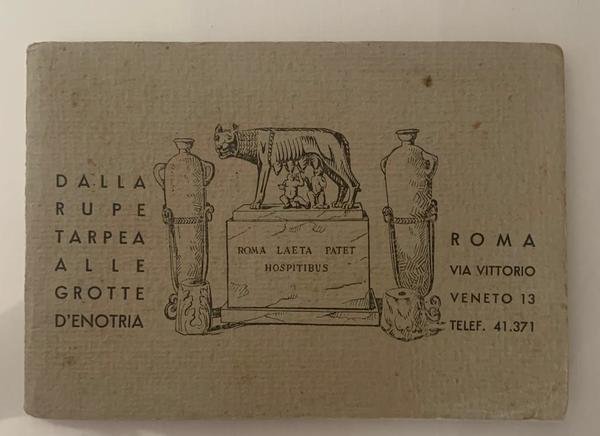 DALLA
RUPE
TARPEA
ALLE
GROTTE
D'ENOTRIA
ROMA LAETA PATET
HOSPITIBUS
ROMA
VIA VITTORIO
VENETO 13
TELEF. 41.371